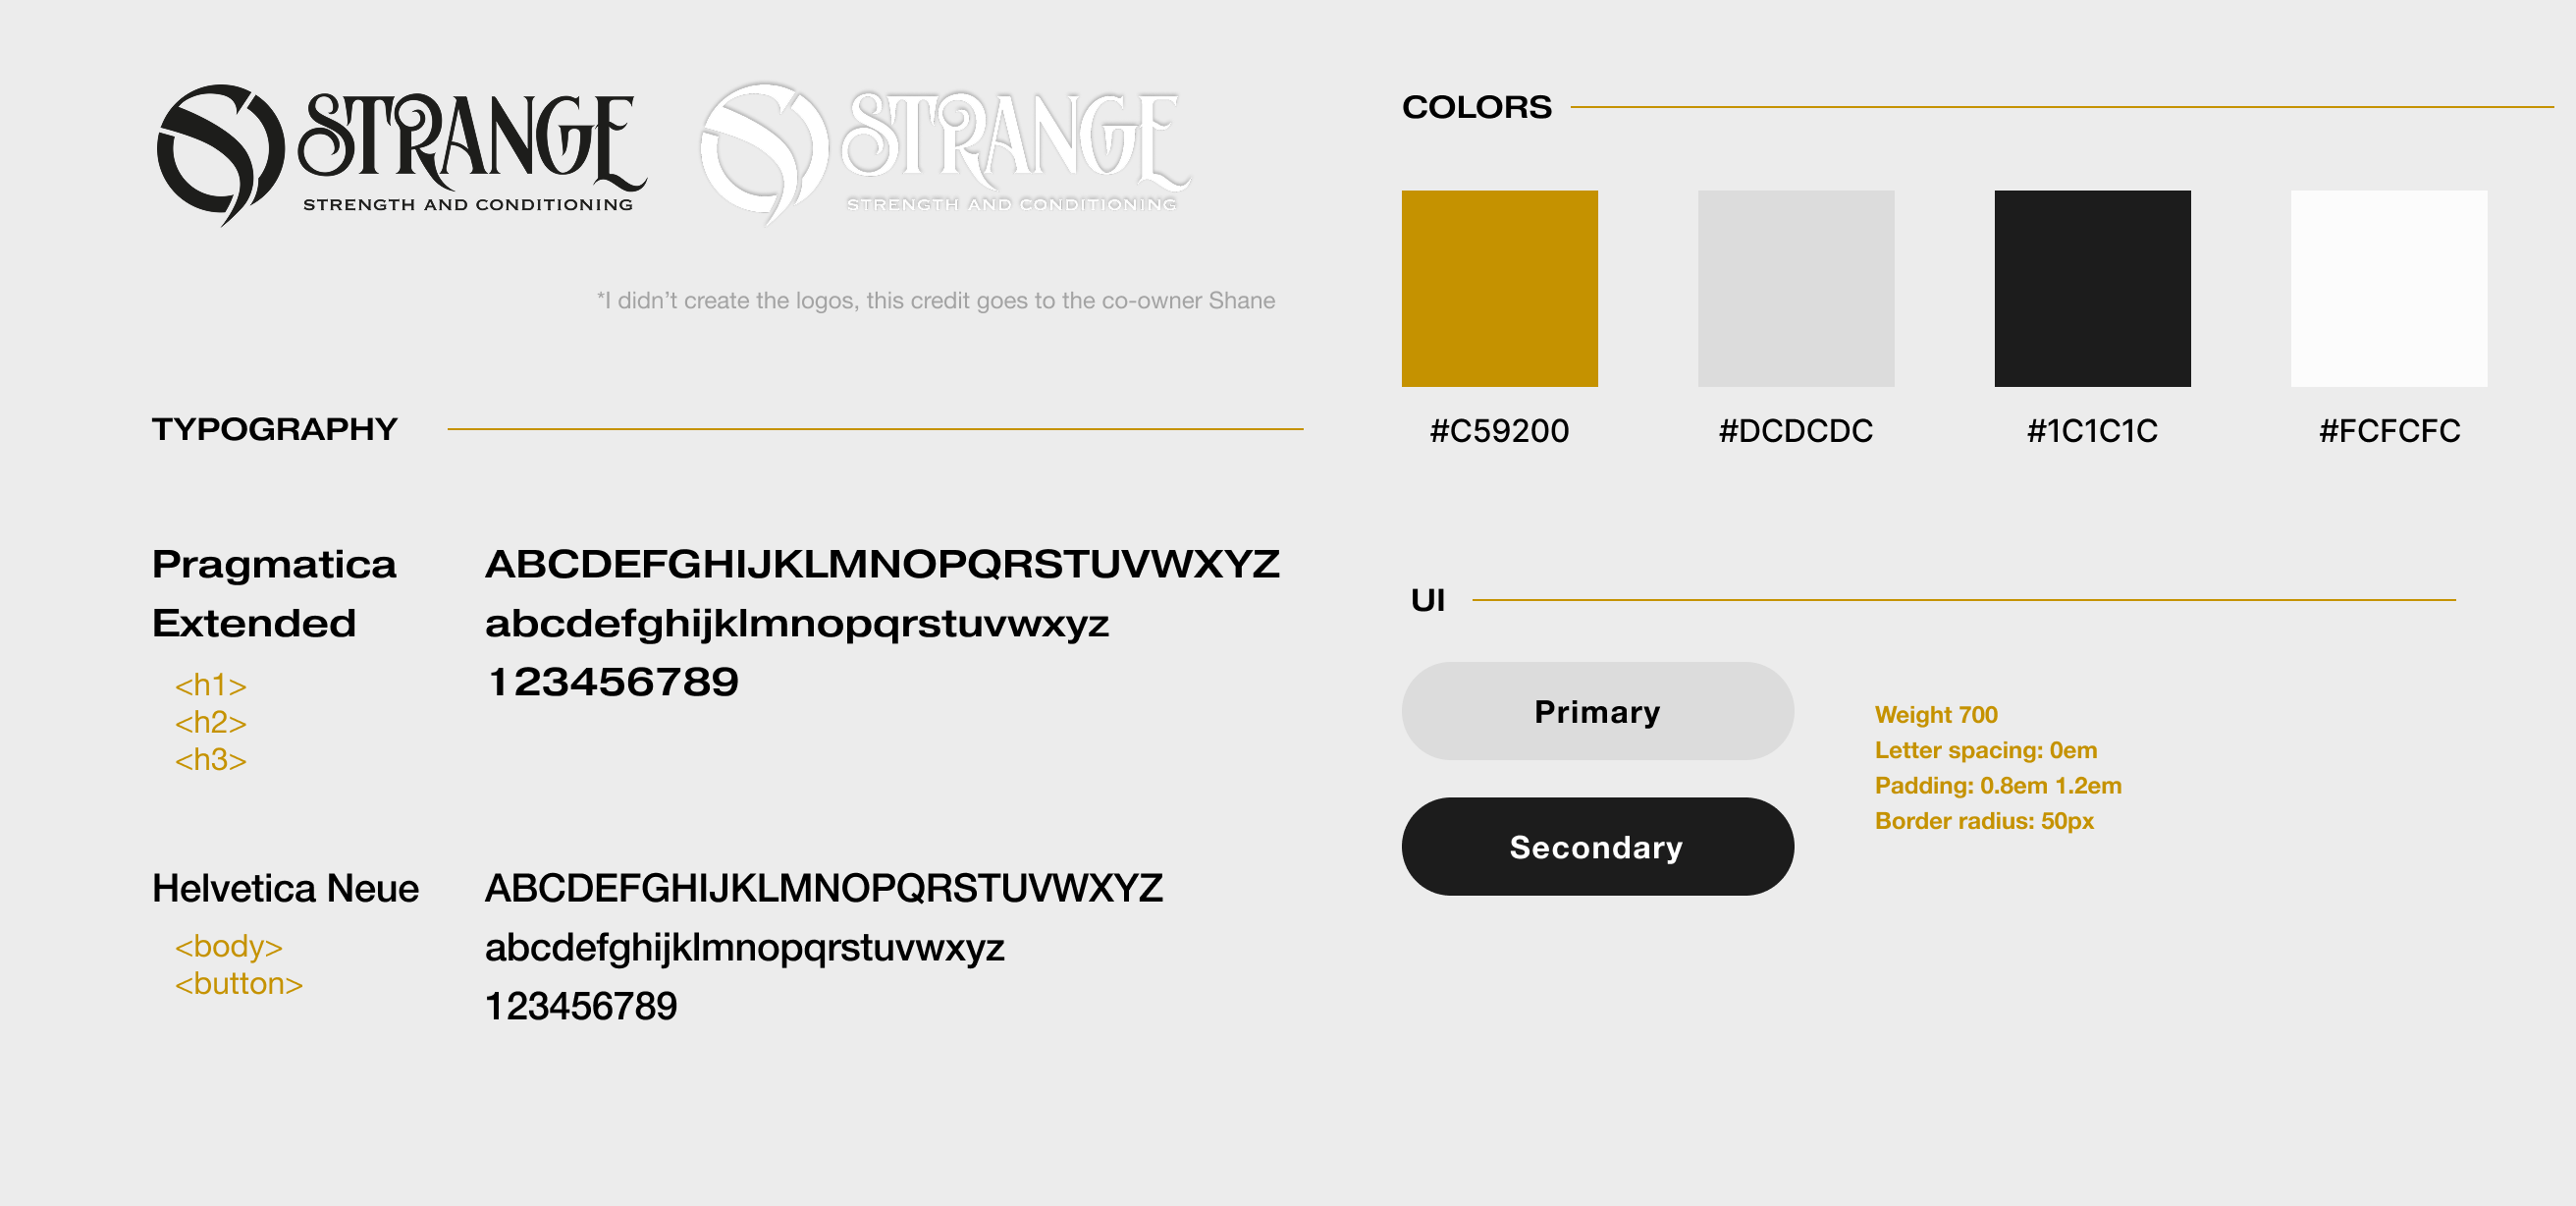 STRANGE
STRENGTH AND CONDITIONING
STRANGE
STRENGTH AND CONDITIONING
*I didn’t create the logos, this credit goes to the co-owner Shane
TYPOGRAPHY
Pragmatica
Extended
<h1>
<h2>
<h3>
ABCDEFGHIJKLMNOPQRSTUVWXYZ
abcdefghijklmnopqrstuvwxyz
123456789
Helvetica Neue
<body>
<button>
ABCDEFGHIJKLMNOPQRSTUVWXYZ
abcdefghijklmnopqrstuvwxyz
123456789
COLORS
#C59200
#DCDCDC
#1C1C1C
#FCFCFC
UI
Primary
Secondary
Weight 700
Letter spacing: 0em
Padding: 0.8em 1.2em
Border radius: 50px